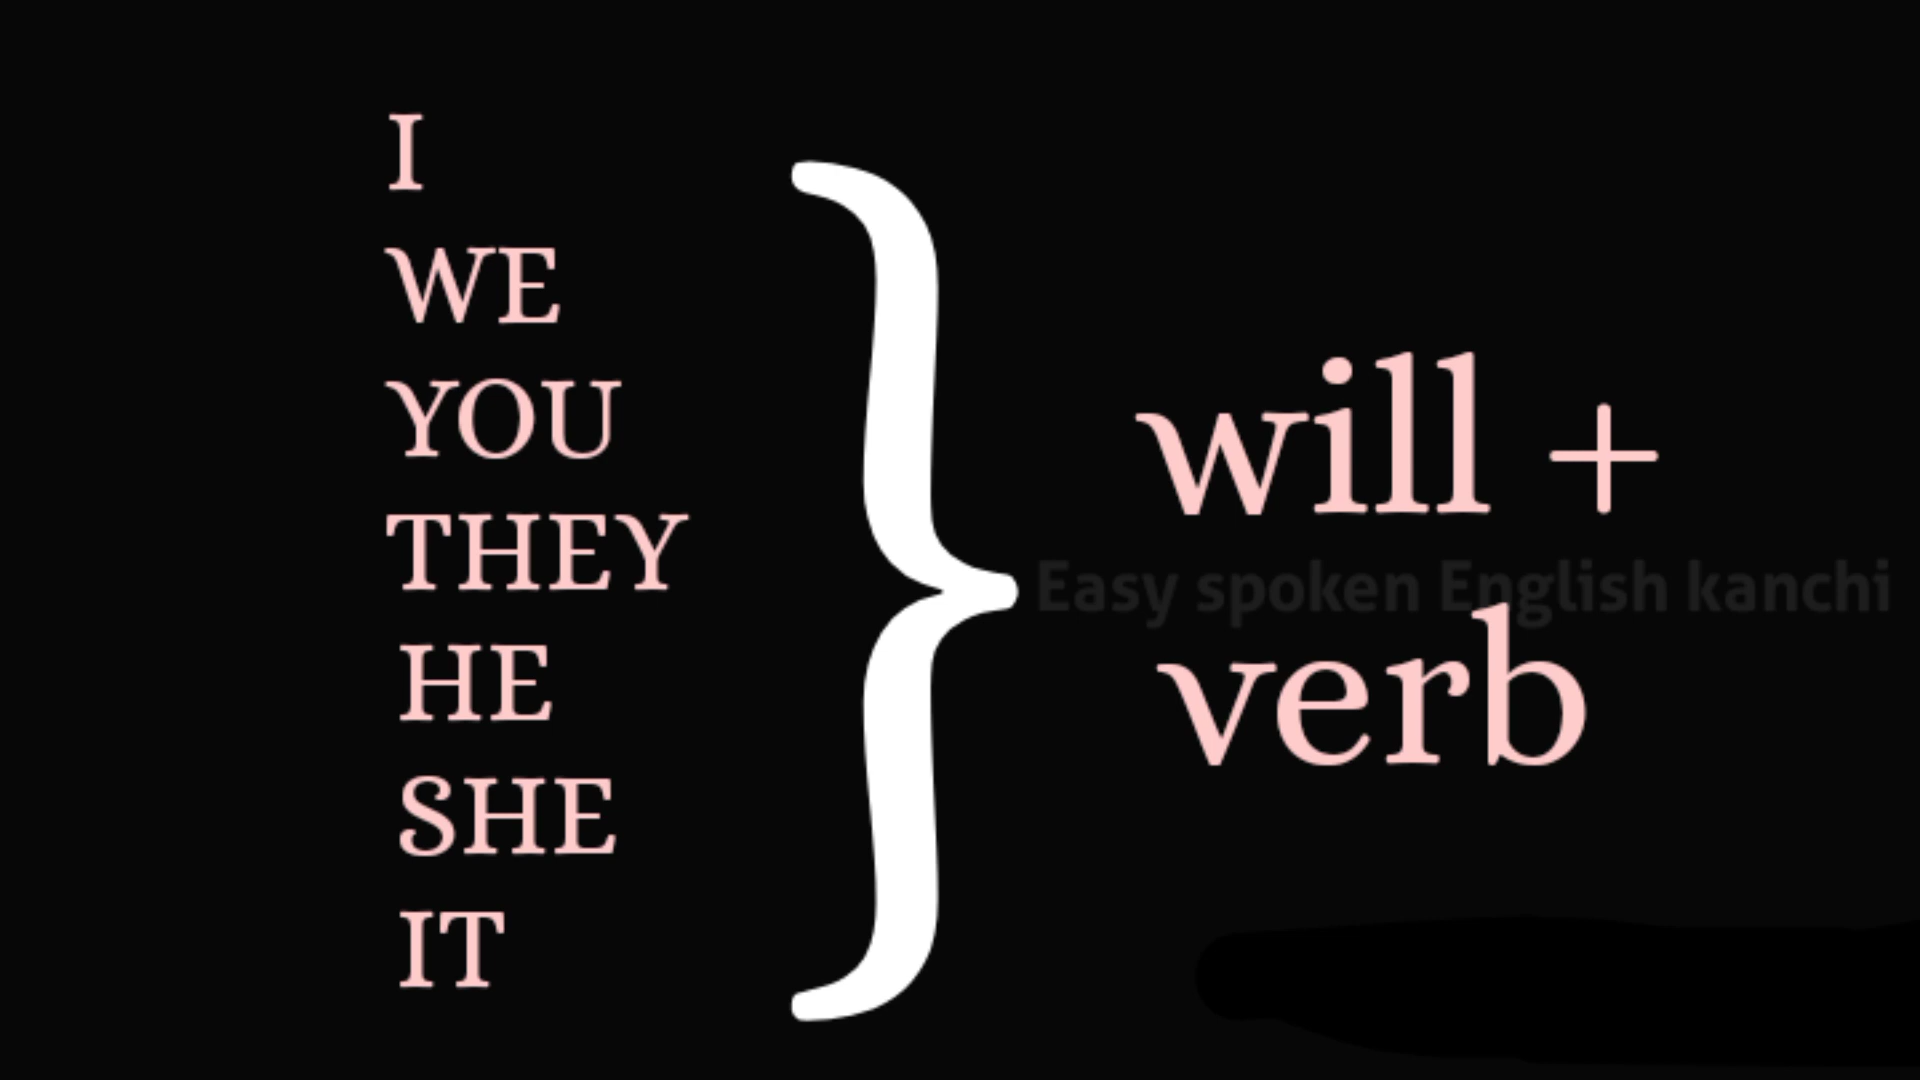 I
WE
YOU
THEY
HE
SHE
IT
will +
Easy spoken English kanchi
verb